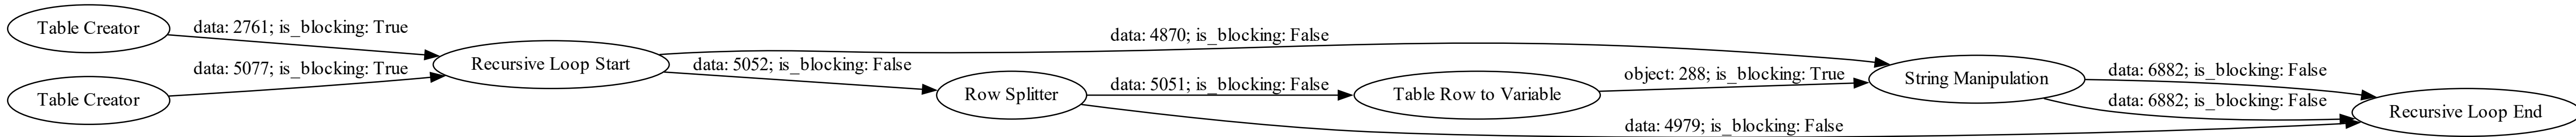 Table Creator
data: 2761; is_blocking: True
Table Creator
data: 5077; is_blocking: True
Recursive Loop Start
data: 4870; is_blocking: False
data: 5052; is_blocking: False
Row Splitter
data: 5051; is_blocking: False
Table Row to Variable
object: 288; is_blocking: True
String Manipulation
data: 4979; is_blocking: False
data: 6882; is_blocking: False
data: 6882; is_blocking: False
Recursive Loop End